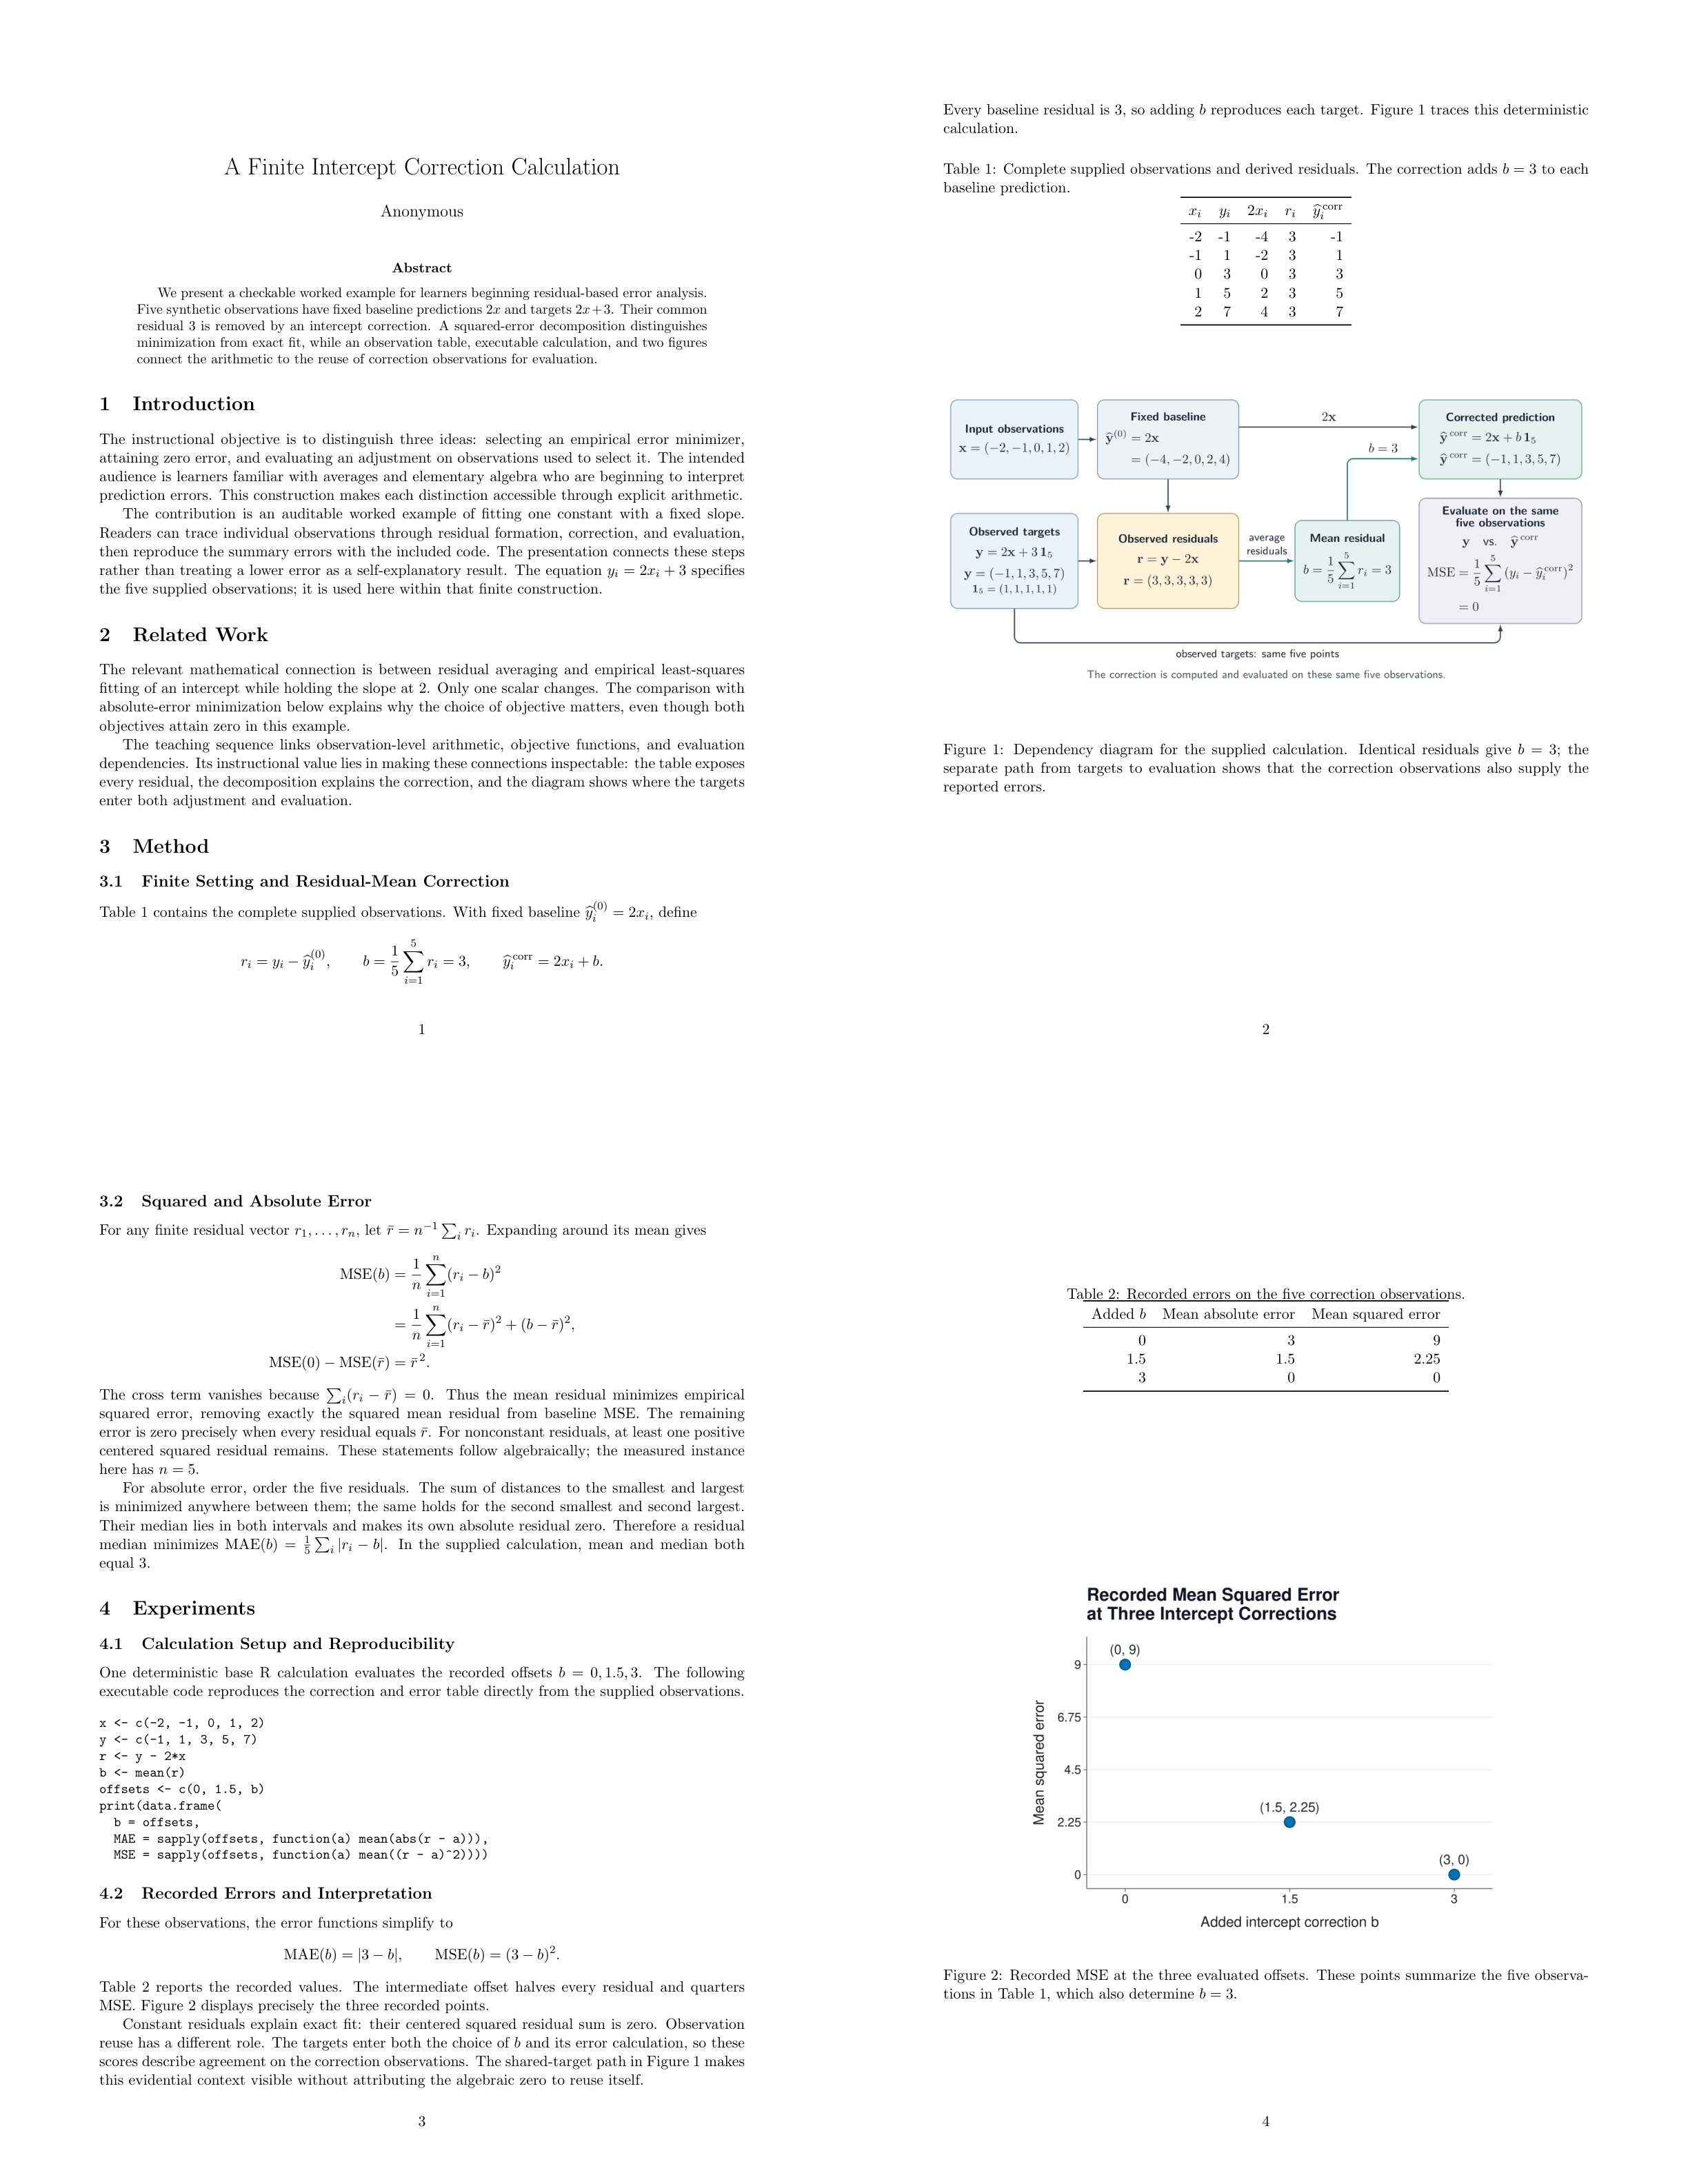 A Finite Intercept Correction Calculation
Anonymous
Abstract
We present a checkable worked example for learners beginning residual-based error analysis.
Five synthetic observations have fixed baseline predictions 2x and targets 2x+3. Their common
residual 3 is removed by an intercept correction. A squared-error decomposition distinguishes
minimization from exact fit, while an observation table, executable calculation, and two figures
connect the arithmetic to the reuse of correction observations for evaluation.
1 Introduction
The instructional objective is to distinguish three ideas: selecting an empirical error minimizer,
attaining zero error, and evaluating an adjustment on observations used to select it. The intended
audience is learners familiar with averages and elementary algebra who are beginning to interpret
prediction errors. This construction makes each distinction accessible through explicit arithmetic.
The contribution is an auditable worked example of fitting one constant with a fixed slope.
Readers can trace individual observations through residual formation, correction, and evaluation,
then reproduce the summary errors with the included code. The presentation connects these steps
rather than treating a lower error as a self-explanatory result. The equation y_i = 2x_i + 3 specifies
the five supplied observations; it is used here within that finite construction.
2 Related Work
The relevant mathematical connection is between residual averaging and empirical least-squares
fitting of an intercept while holding the slope at 2. Only one scalar changes. The comparison with
absolute-error minimization below explains why the choice of objective matters, even though both
objectives attain zero in this example.
The teaching sequence links observation-level arithmetic, objective functions, and evaluation
dependencies. Its instructional value lies in making these connections inspectable: the table exposes
every residual, the decomposition explains the correction, and the diagram shows where the targets
enter both adjustment and evaluation.
3 Method
3.1 Finite Setting and Residual-Mean Correction
Table 1 contains the complete supplied observations. With fixed baseline ŷ_i^(0) = 2x_i, define
r_i = y_i − ŷ_i^(0), b = 1/5 ∑_{i=1}^{5} r_i = 3, ŷ_i^corr = 2x_i + b.
1
Every baseline residual is 3, so adding b reproduces each target. Figure 1 traces this deterministic
calculation.
Table 1: Complete supplied observations and derived residuals. The correction adds b = 3 to each
baseline prediction.
x_i y_i 2x_i r_i ŷ_i^corr
-2 -1 -4 3 -1
-1 1 -2 3 1
0 3 0 3 3
1 5 2 3 5
2 7 4 3 7
Input observations
x = (−2, −1, 0, 1, 2)
Fixed baseline
ŷ^(0) = 2x
= (−4, −2, 0, 2, 4)
2x
b = 3
Corrected prediction
ŷ^corr = 2x + b 1_5
ŷ^corr = (−1, 1, 3, 5, 7)
Observed targets
y = 2x + 3 1_5
y = (−1, 1, 3, 5, 7)
1_5 = (1, 1, 1, 1, 1)
Observed residuals
r = y − 2x
r = (3, 3, 3, 3, 3)
average
residuals
Mean residual
b = 1/5 ∑_{i=1}^{5} r_i = 3
Evaluate on the same
five observations
y vs. ŷ^corr
MSE = 1/5 ∑_{i=1}^{5} (y_i − ŷ_i^corr)^2
= 0
observed targets: same five points
The correction is computed and evaluated on these same five observations.
Figure 1: Dependency diagram for the supplied calculation. Identical residuals give b = 3; the
separate path from targets to evaluation shows that the correction observations also supply the
reported errors.
2
3.2 Squared and Absolute Error
For any finite residual vector r_1, . . . , r_n, let r̄ = n^−1 ∑_i r_i. Expanding around its mean gives
MSE(b) = 1/n ∑_{i=1}^{n} (r_i − b)^2
= 1/n ∑_{i=1}^{n} (r_i − r̄)^2 + (b − r̄)^2,
MSE(0) − MSE(r̄) = r̄^2.
The cross term vanishes because ∑_i(r_i − r̄) = 0. Thus the mean residual minimizes empirical
squared error, removing exactly the squared mean residual from baseline MSE. The remaining
error is zero precisely when every residual equals r̄. For nonconstant residuals, at least one positive
centered squared residual remains. These statements follow algebraically; the measured instance
here has n = 5.
For absolute error, order the five residuals. The sum of distances to the smallest and largest
is minimized anywhere between them; the same holds for the second smallest and second largest.
Their median lies in both intervals and makes its own absolute residual zero. Therefore a residual
median minimizes MAE(b) = 1/5 ∑_i |r_i − b|. In the supplied calculation, mean and median both
equal 3.
4 Experiments
4.1 Calculation Setup and Reproducibility
One deterministic base R calculation evaluates the recorded offsets b = 0, 1.5, 3. The following
executable code reproduces the correction and error table directly from the supplied observations.
x <- c(-2, -1, 0, 1, 2)
y <- c(-1, 1, 3, 5, 7)
r <- y - 2*x
b <- mean(r)
offsets <- c(0, 1.5, b)
print(data.frame(
b = offsets,
MAE = sapply(offsets, function(a) mean(abs(r - a))),
MSE = sapply(offsets, function(a) mean((r - a)^2))))
4.2 Recorded Errors and Interpretation
For these observations, the error functions simplify to
MAE(b) = |3 − b|, MSE(b) = (3 − b)^2.
Table 2 reports the recorded values. The intermediate offset halves every residual and quarters
MSE. Figure 2 displays precisely the three recorded points.
Constant residuals explain exact fit: their centered squared residual sum is zero. Observation
reuse has a different role. The targets enter both the choice of b and its error calculation, so these
scores describe agreement on the correction observations. The shared-target path in Figure 1 makes
this evidential context visible without attributing the algebraic zero to reuse itself.
3
Table 2: Recorded errors on the five correction observations.
Added b Mean absolute error Mean squared error
0 3 9
1.5 1.5 2.25
3 0 0
Recorded Mean Squared Error
at Three Intercept Corrections
(0, 9)
9
6.75
4.5
(1.5, 2.25)
2.25
(3, 0)
0
Mean squared error
0 1.5 3
Added intercept correction b
Figure 2: Recorded MSE at the three evaluated offsets. These points summarize the five observa-
tions in Table 1, which also determine b = 3.
4